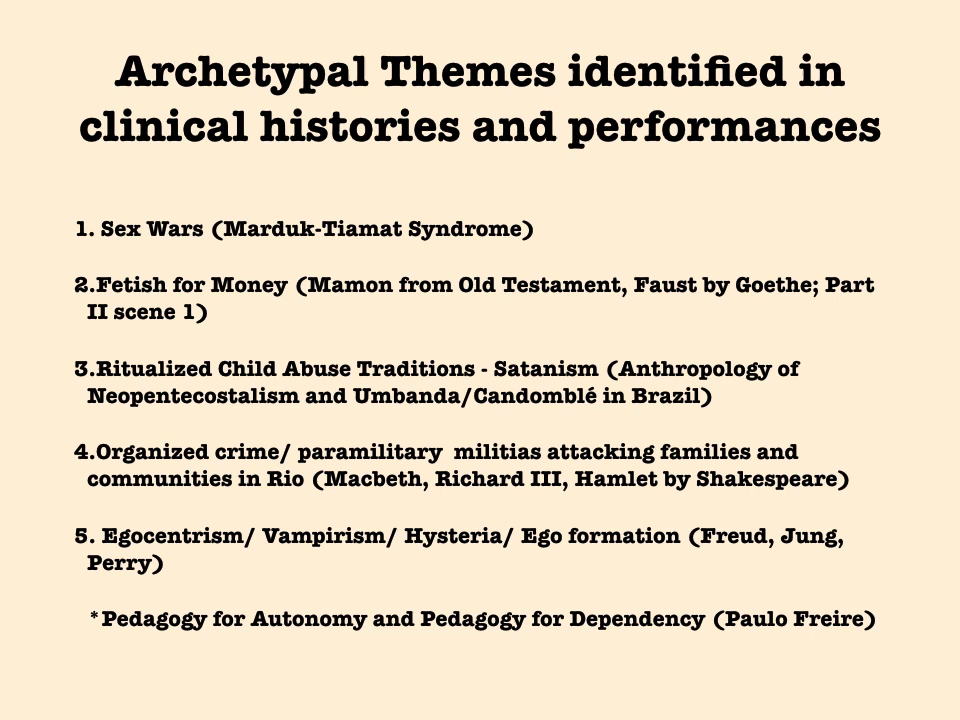 Archetypal Themes identified in
clinical histories and performances
1. Sex Wars (Marduk-Tiamat Syndrome)
2.Fetish for Money (Mamon from Old Testament, Faust by Goethe; Part
II scene 1)
3.Ritualized Child Abuse Traditions - Satanism (Anthropology of
Neopentecostalism and Umbanda/Candomblé in Brazil)
4.Organized crime/ paramilitary  militias attacking families and
communities in Rio (Macbeth, Richard III, Hamlet by Shakespeare)
5. Egocentrism/ Vampirism/ Hysteria/ Ego formation (Freud, Jung,
Perry)
*Pedagogy for Autonomy and Pedagogy for Dependency (Paulo Freire)